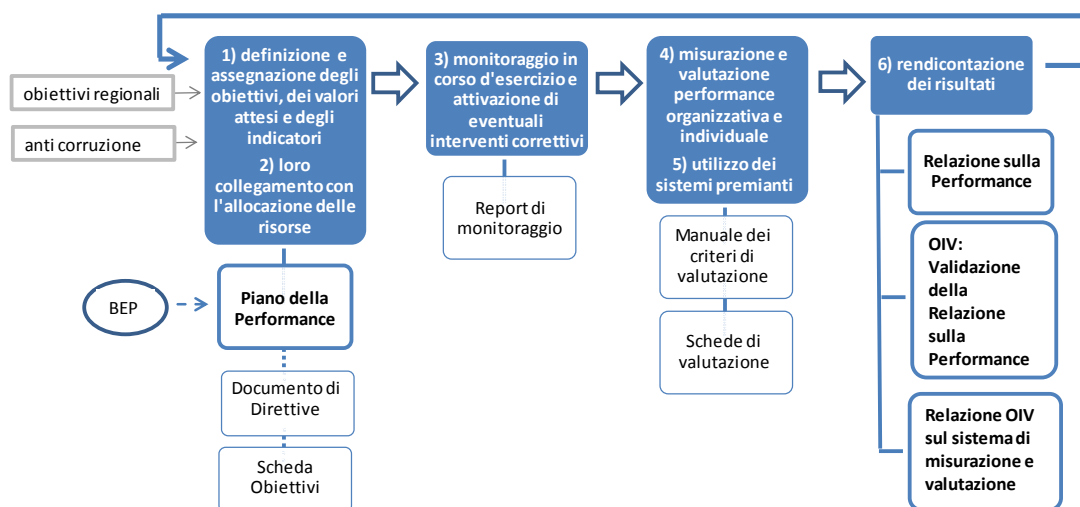 obiettivi regionali
anti corruzione
1) definizione e
assegnazione degli
obiettivi, dei valori
attesi e degli
indicatori
2) loro
collegamento con
l'allocazione delle
risorse
BEP
Piano della
Performance
Documento di
Direttive
Scheda
Obiettivi
3) monitoraggio in
corso d'esercizio e
attivazione di
eventuali
interventi correttivi
Report di
monitoraggio
4) misurazione e
valutazione
performance
organizzativa e
individuale
5) utilizzo dei
sistemi premianti
Manuale dei
criteri di
valutazione
Schede di
valutazione
6) rendicontazione
dei risultati
Relazione sulla
Performance
OIV:
Validazione
della
Relazione
sulla
Performance
Relazione OIV
sul sistema di
misurazione e
valutazione